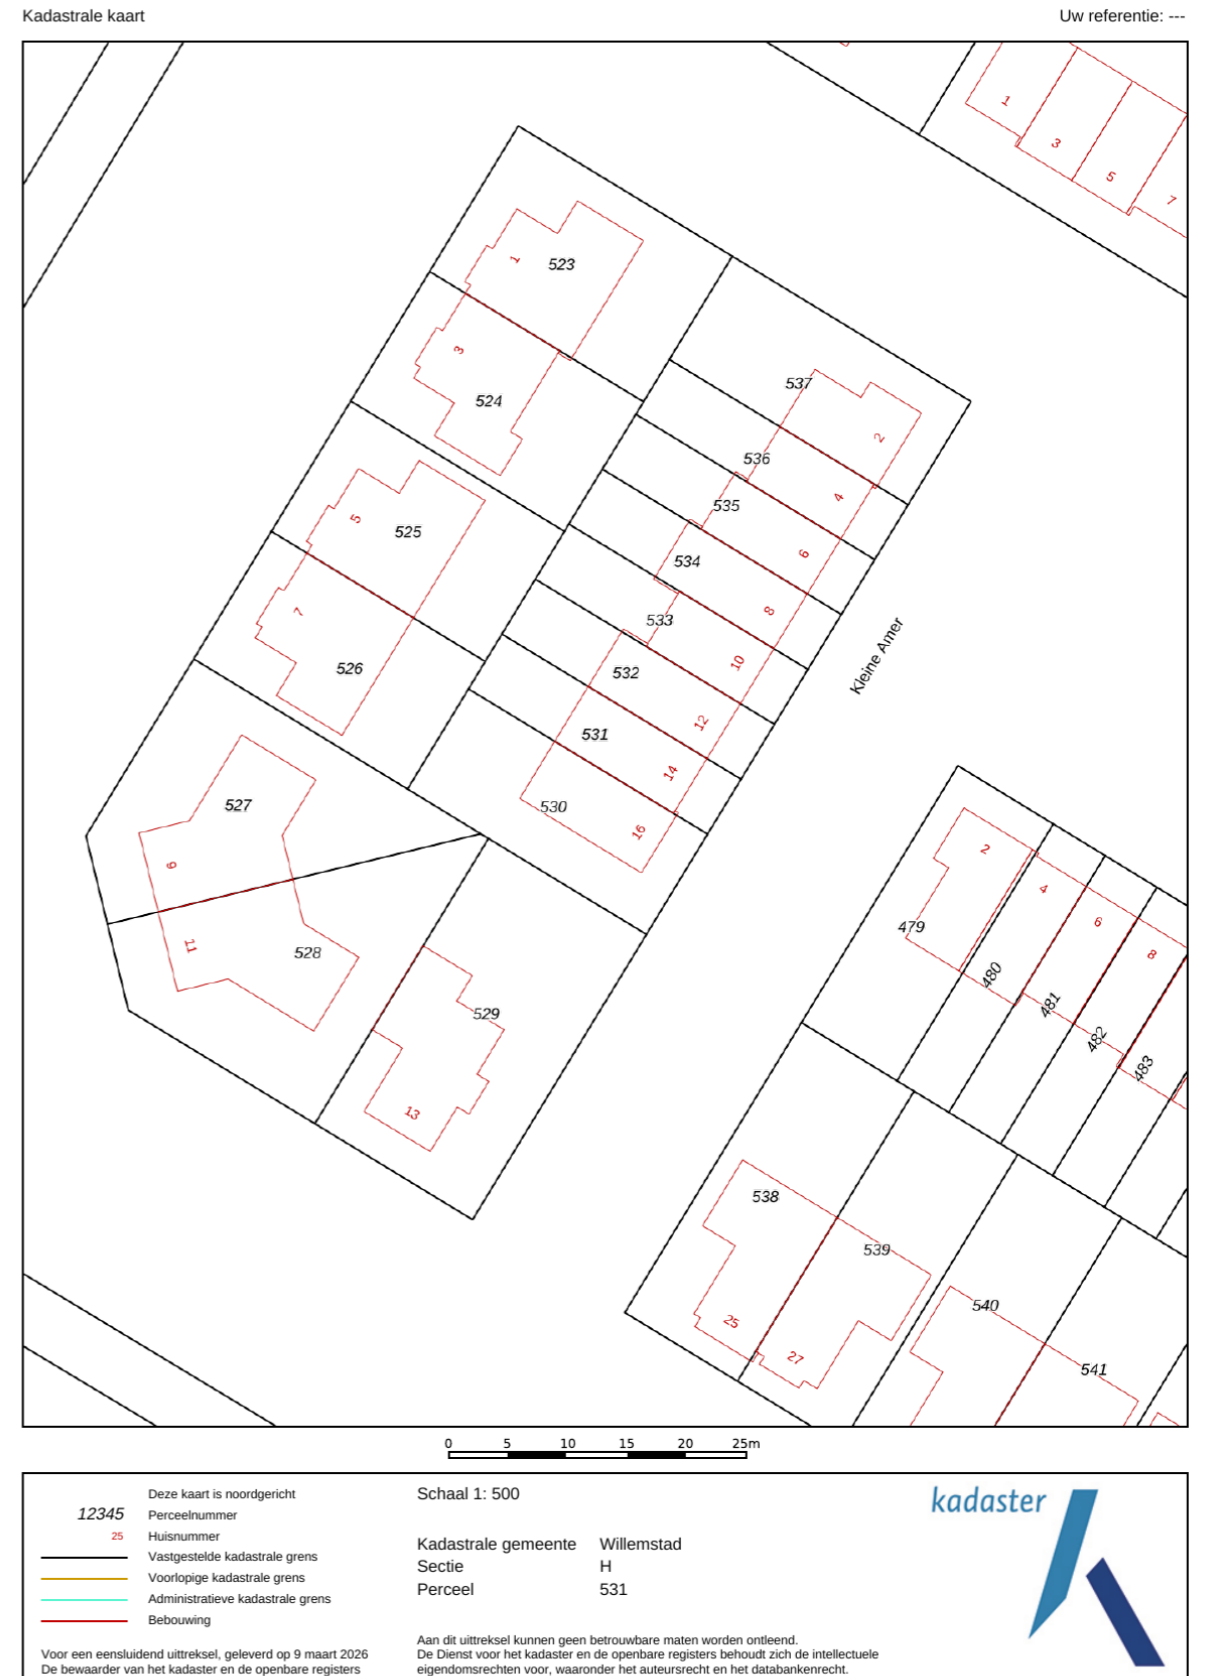 Kadastrale kaart
Uw referentie: ---
1
3
5
7
1
523
3
524
537
2
536
4
535
6
534
8
533
10
532
12
531
14
530
16
5
525
7
526
Kleine Amer
527
9
11
528
529
13
2
4
6
8
479
480
481
482
483
538
539
25
27
540
541
0 5 10 15 20 25m
Deze kaart is noordgericht
12345 Perceelnummer
25 Huisnummer
Vastgestelde kadastrale grens
Voorlopige kadastrale grens
Administratieve kadastrale grens
Bebouwing
Voor een eensluidend uittreksel, geleverd op 9 maart 2026
De bewaarder van het kadaster en de openbare registers
Schaal 1: 500
Kadastrale gemeente Willemstad
Sectie H
Perceel 531
Aan dit uittreksel kunnen geen betrouwbare maten worden ontleend.
De Dienst voor het kadaster en de openbare registers behoudt zich de intellectuele
eigendomsrechten voor, waaronder het auteursrecht en het databankenrecht.
kadaster